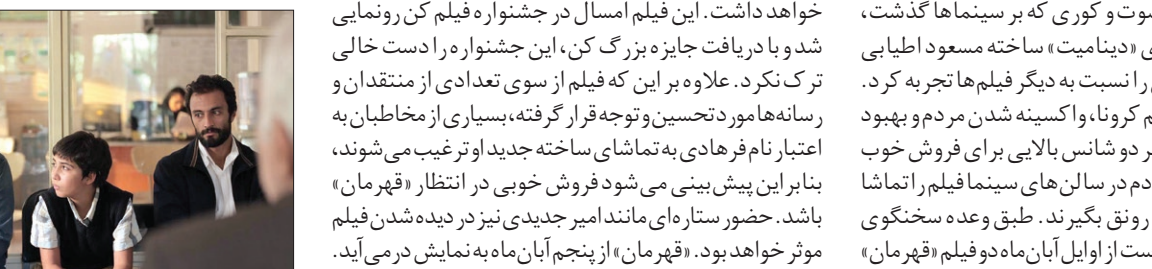 صوت و کوری که بر سینماها گذشت،
«دینامیت» ساخته مسعود اطیابی
را نسبت به دیگر فیلم‌ها تجربه کرد.
کرونا، واکسینه شدن مردم و بهبود
دو شانس بالایی برای فروش خوب
در سالن‌های سینما فیلم را تماشا
رونق بگیرند. طبق وعده سخنگوی
از اوایل آبان‌ماه دو فیلم «قهرمان»
خواهد داشت. این فیلم امسال در جشنواره فیلم کن رونمایی
شد و با دریافت جایزه بزرگ کن، این جشنواره را دست خالی
ترک نکرد. علاوه بر این که فیلم از سوی تعدادی از منتقدان و
رسانه‌ها مورد تحسین و توجه قرار گرفته، بسیاری از مخاطبان به
اعتبار نام فرهادی به تماشای ساخته جدید او ترغیب می‌شوند،
بنابراین پیش‌بینی می‌شود فروش خوبی در انتظار «قهرمان»
باشد. حضور ستاره‌ای مانند امیر جدیدی نیز در دیده شدن فیلم
موثر خواهد بود. «قهرمان» از پنجم آبان‌ماه به نمایش درمی‌آید.